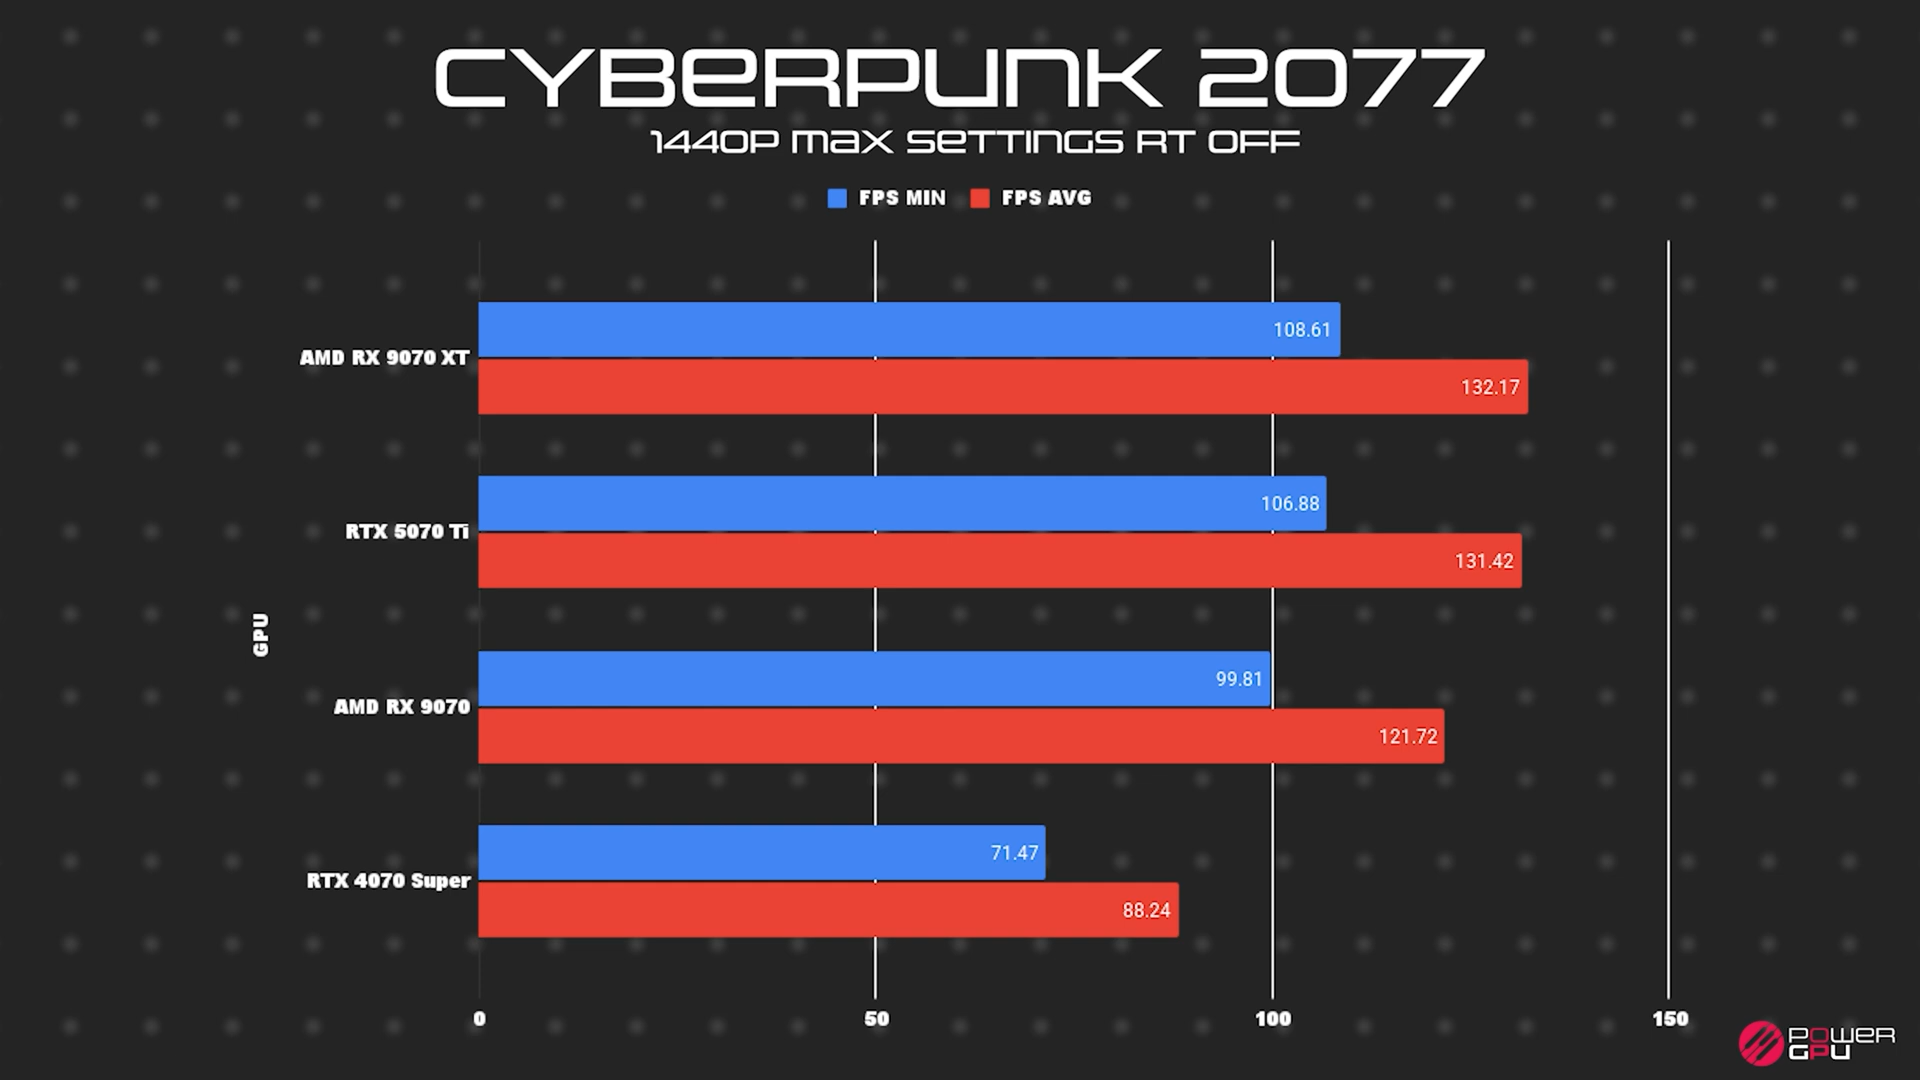 CYBERPUNK 2077
1440P MAX SETTINGS RT OFF
FPS MIN FPS AVG
108.61
AMD RX 9070 XT
132.17
106.88
RTX 5070 Ti
131.42
GPU
99.81
AMD RX 9070
121.72
71.47
RTX 4070 Super
88.24
0 50 100 150
POWER
GPU